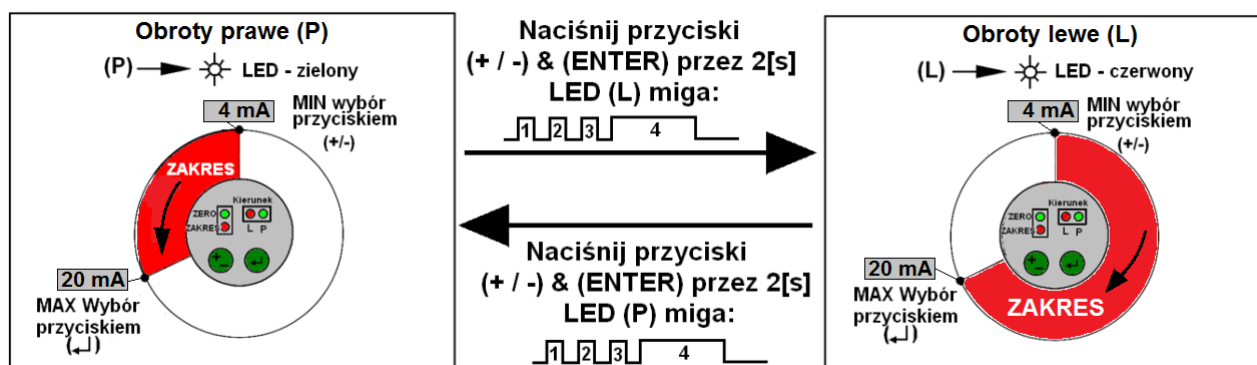 Obroty prawe (P)
(P) LED - zielony
4 mA
MIN wybór
przyciskiem
(+/-)
ZAKRES
Kierunek
ZERO
ZAKRES
L P
+ -
20 mA
MAX Wybór
przyciskiem
(↵)
Naciśnij przyciski
(+ / -) & (ENTER) przez 2[s]
LED (L) miga:
1 2 3 4
Naciśnij przyciski
(+ / -) & (ENTER) przez 2[s]
LED (P) miga:
1 2 3 4
Obroty lewe (L)
(L) LED - czerwony
4 mA
MIN wybór
przyciskiem
(+/-)
Kierunek
ZERO
ZAKRES
L P
+ -
20 mA
ZAKRES
MAX Wybór
przyciskiem
(↵)